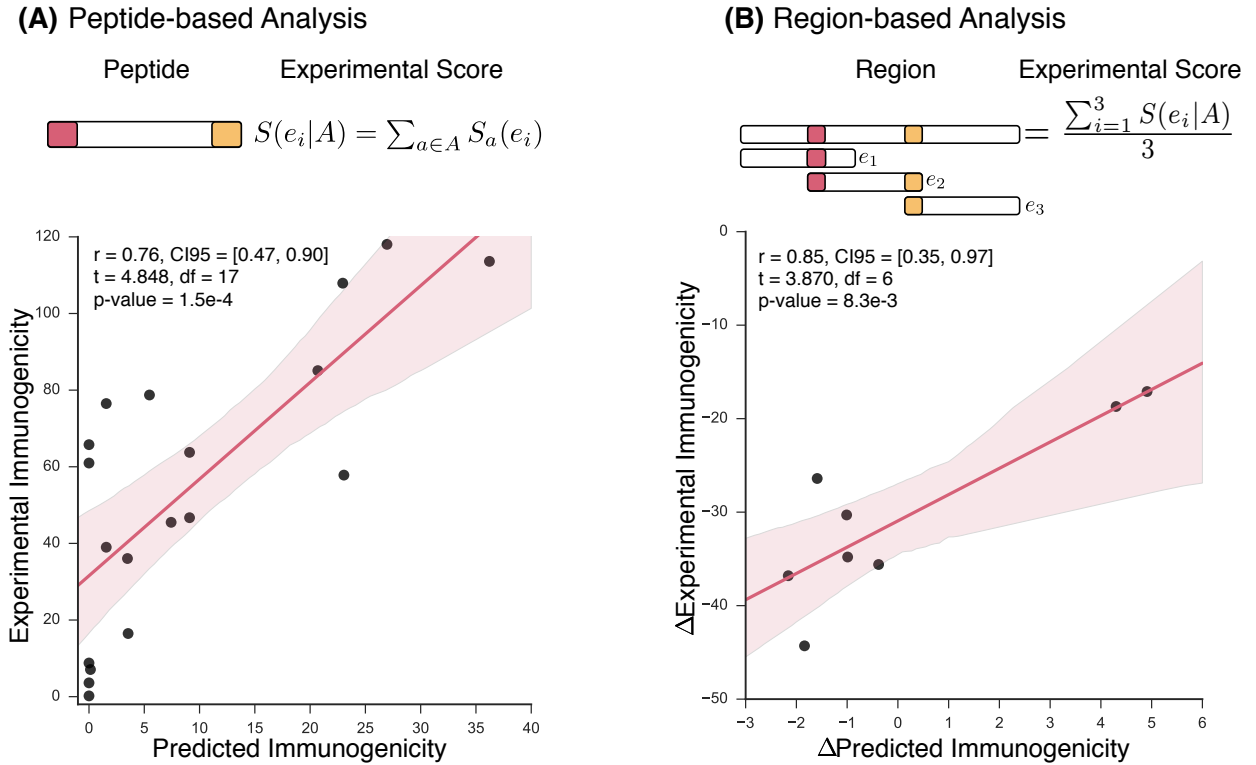 (A) Peptide-based Analysis
Peptide Experimental Score
S(e_i|A) = ∑_{a∈A} S_a(e_i)
r = 0.76, CI95 = [0.47, 0.90]
t = 4.848, df = 17
p-value = 1.5e-4
Experimental Immunogenicity
120
100
80
60
40
20
0
0 5 10 15 20 25 30 35 40
Predicted Immunogenicity
(B) Region-based Analysis
Region Experimental Score
= \frac{∑_{i=1}^{3} S(e_i|A)}{3}
e_1
e_2
e_3
r = 0.85, CI95 = [0.35, 0.97]
t = 3.870, df = 6
p-value = 8.3e-3
ΔExperimental Immunogenicity
0
−10
−20
−30
−40
−50
−3 −2 −1 0 1 2 3 4 5 6
ΔPredicted Immunogenicity